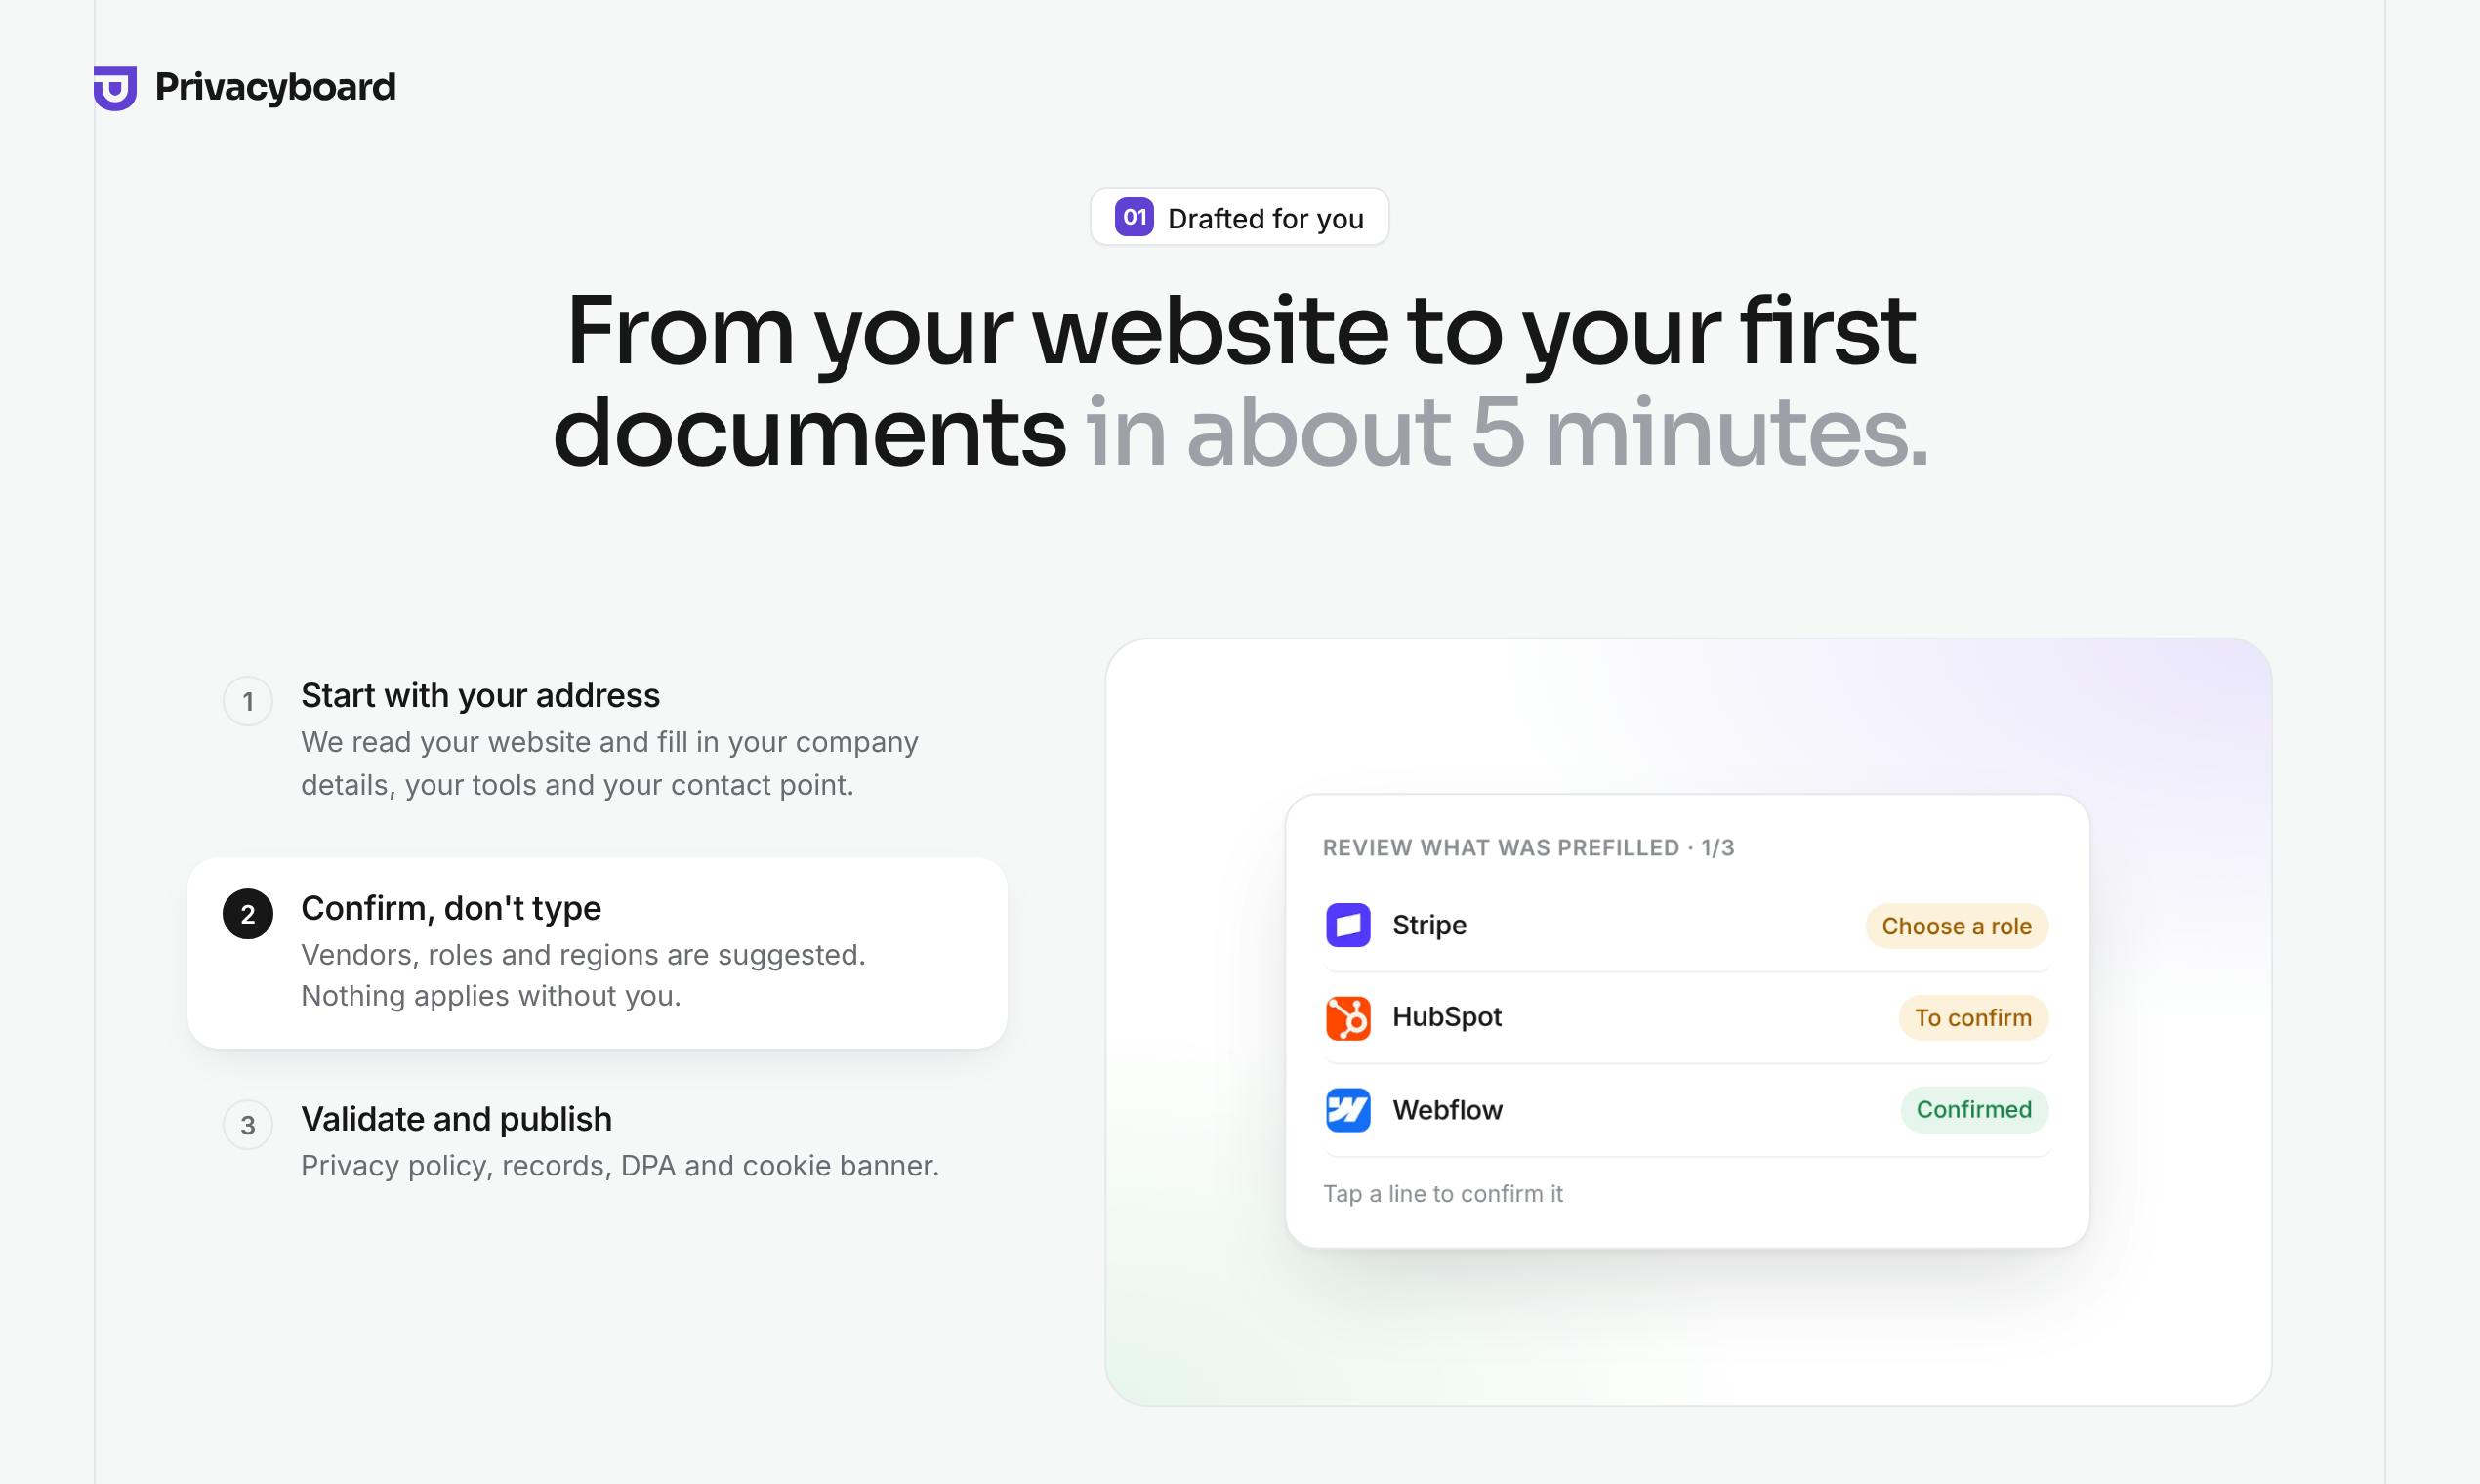 Privacyboard
01 Drafted for you
From your website to your first
documents in about 5 minutes.
1
Start with your address
We read your website and fill in your company
details, your tools and your contact point.
2
Confirm, don't type
Vendors, roles and regions are suggested.
Nothing applies without you.
3
Validate and publish
Privacy policy, records, DPA and cookie banner.
REVIEW WHAT WAS PREFILLED · 1/3
Stripe
Choose a role
HubSpot
To confirm
Webflow
Confirmed
Tap a line to confirm it